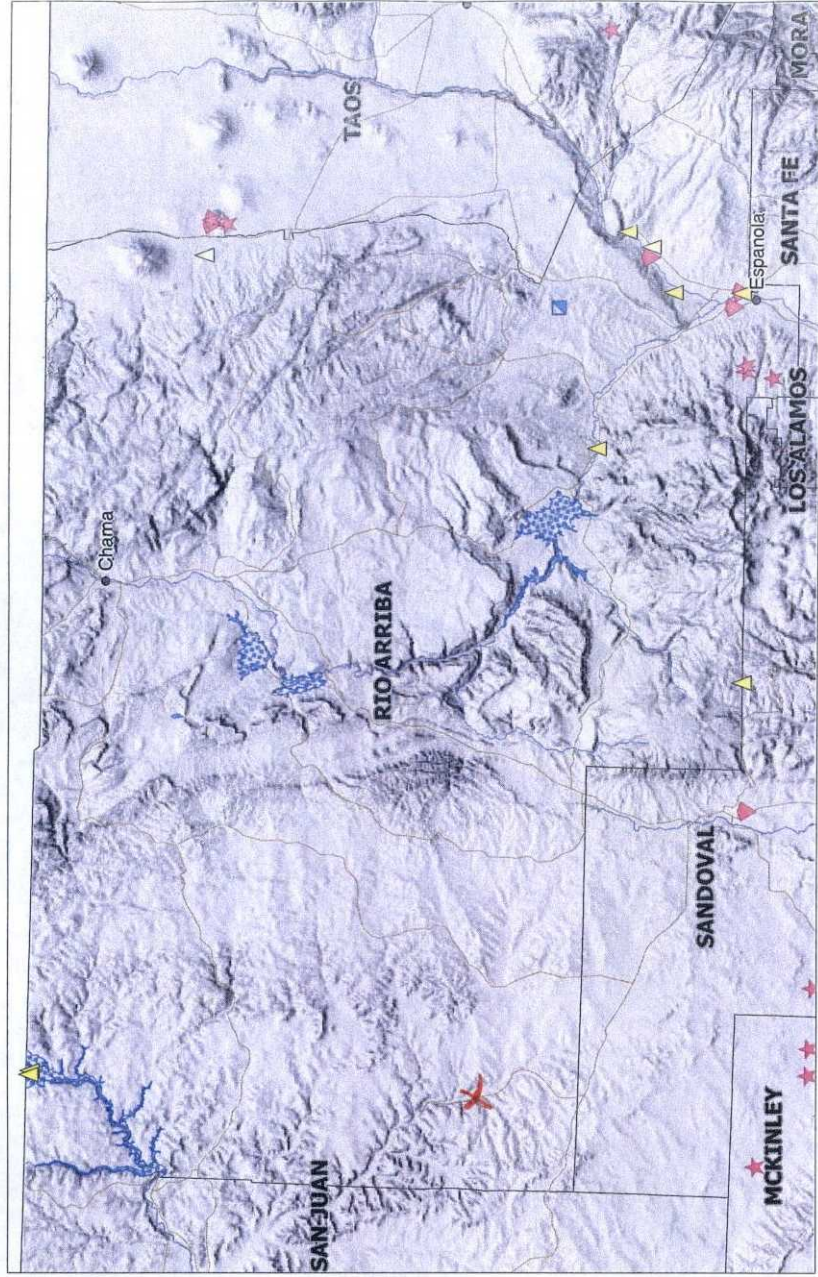 Chama
TAOS
RIO ARRIBA
SAN JUAN
SANDOVAL
MCKINLEY
LOS ALAMOS
Espanola
SANTA FE
MORA